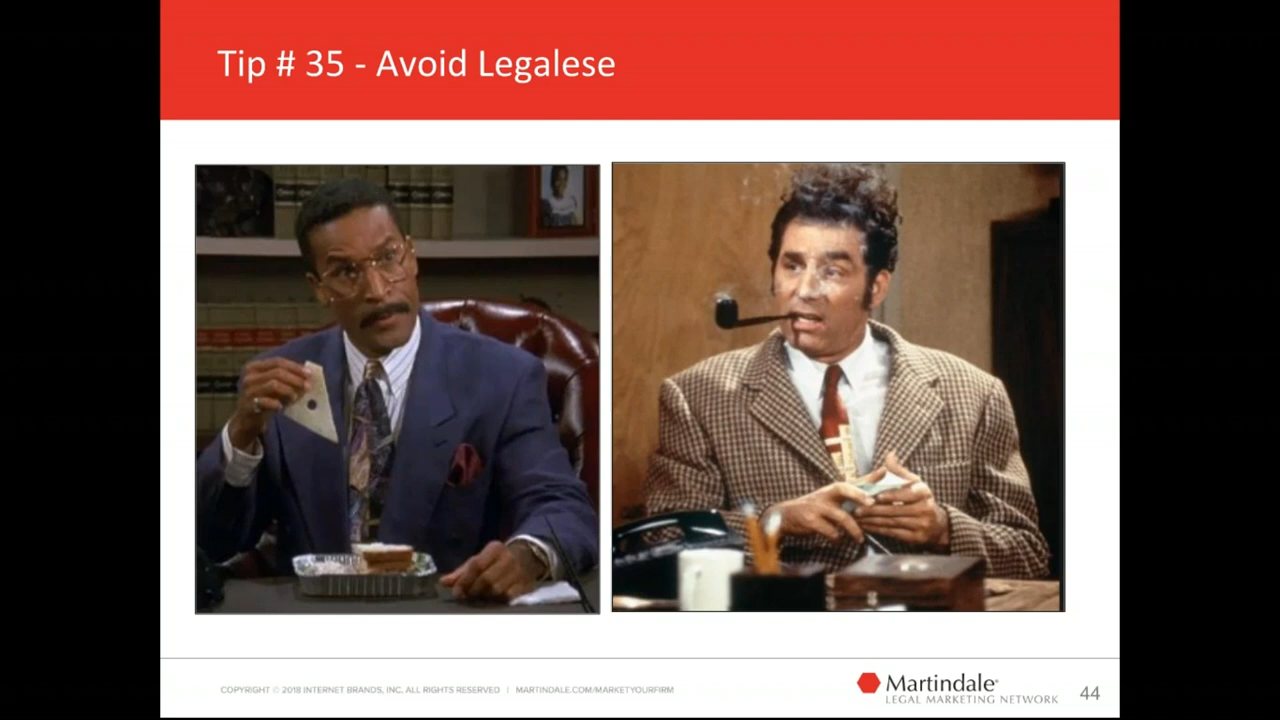 Tip # 35 - Avoid Legalese
COPYRIGHT © 2018 INTERNET BRANDS, INC. ALL RIGHTS RESERVED | MARTINDALE.COM/MARKETYOURFIRM
Martindale®
LEGAL MARKETING NETWORK
44